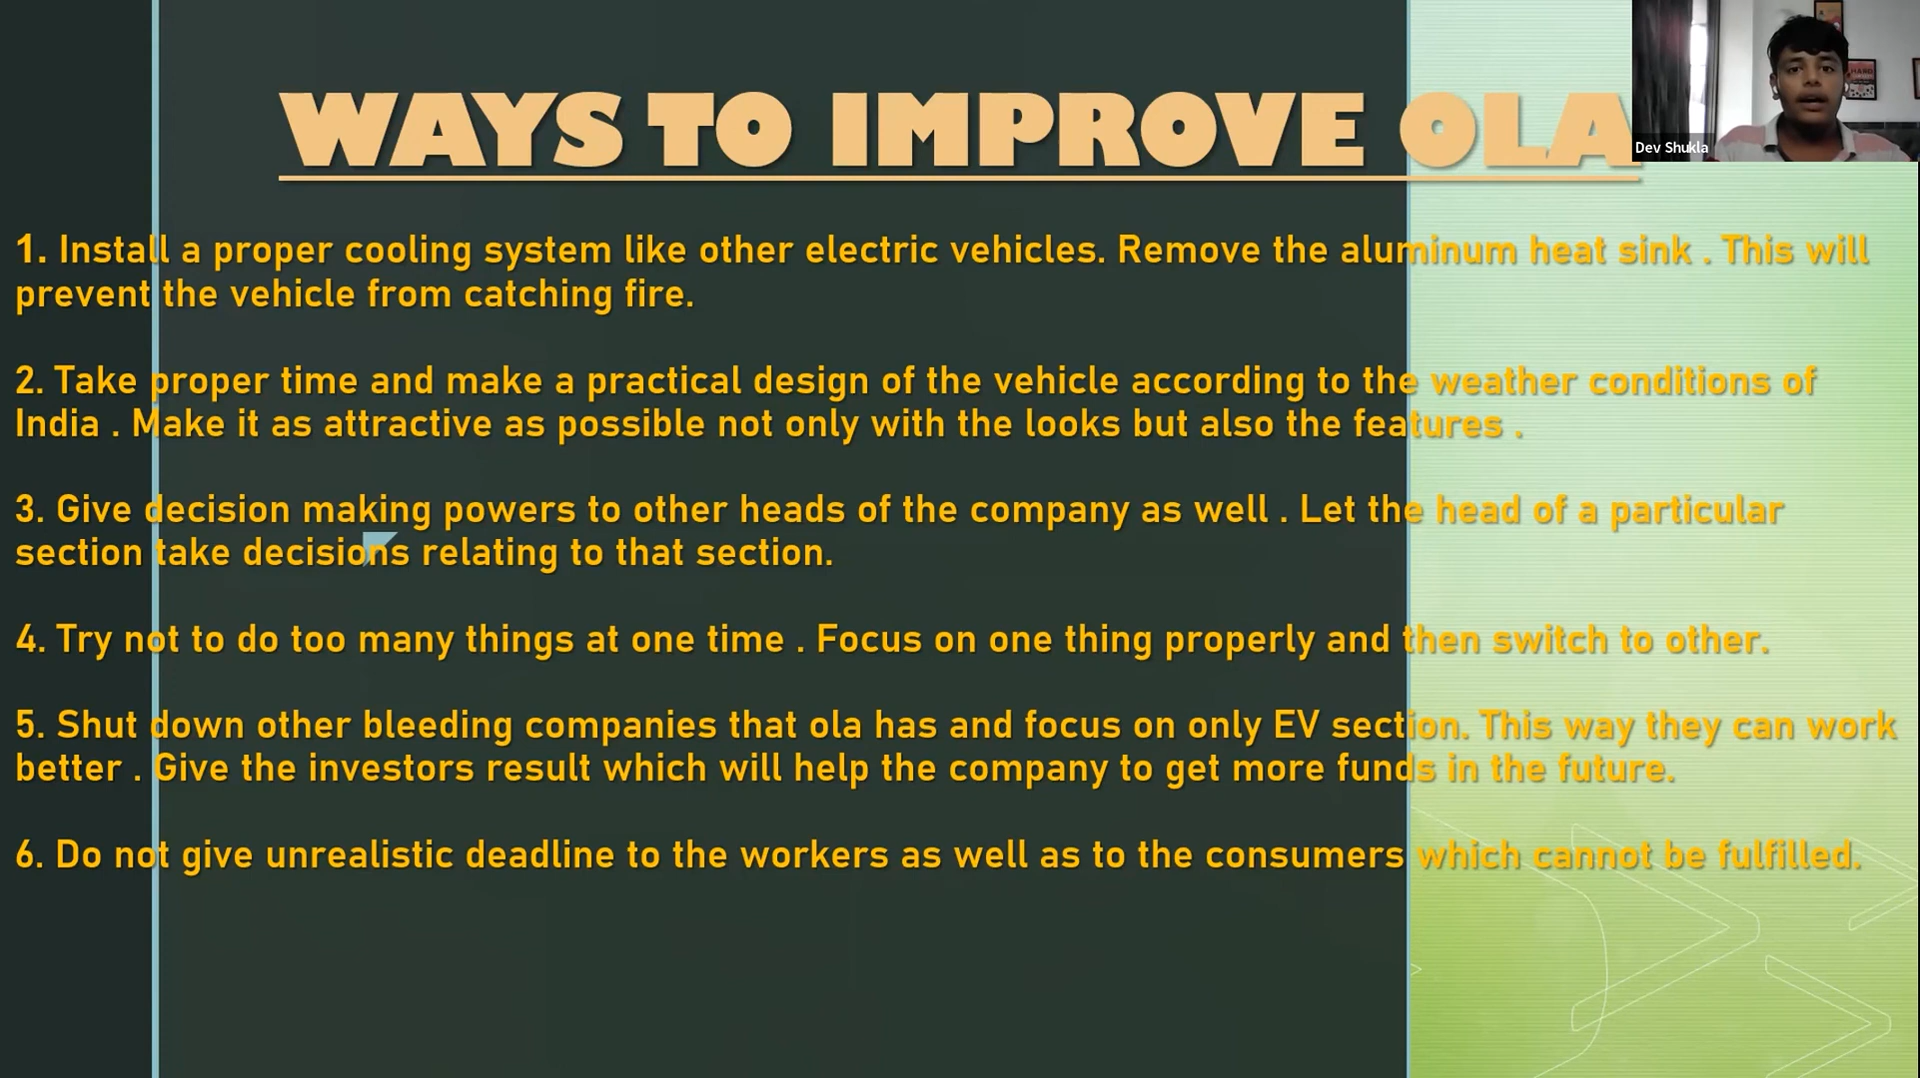 WAYS TO IMPROVE OLA
Dev Shukla
1. Install a proper cooling system like other electric vehicles. Remove the aluminum heat sink . This will
prevent the vehicle from catching fire.
2. Take proper time and make a practical design of the vehicle according to the weather conditions of
India . Make it as attractive as possible not only with the looks but also the features .
3. Give decision making powers to other heads of the company as well . Let the head of a particular
section take decisions relating to that section.
4. Try not to do too many things at one time . Focus on one thing properly and then switch to other.
5. Shut down other bleeding companies that ola has and focus on only EV section. This way they can work
better . Give the investors result which will help the company to get more funds in the future.
6. Do not give unrealistic deadline to the workers as well as to the consumers which cannot be fulfilled.